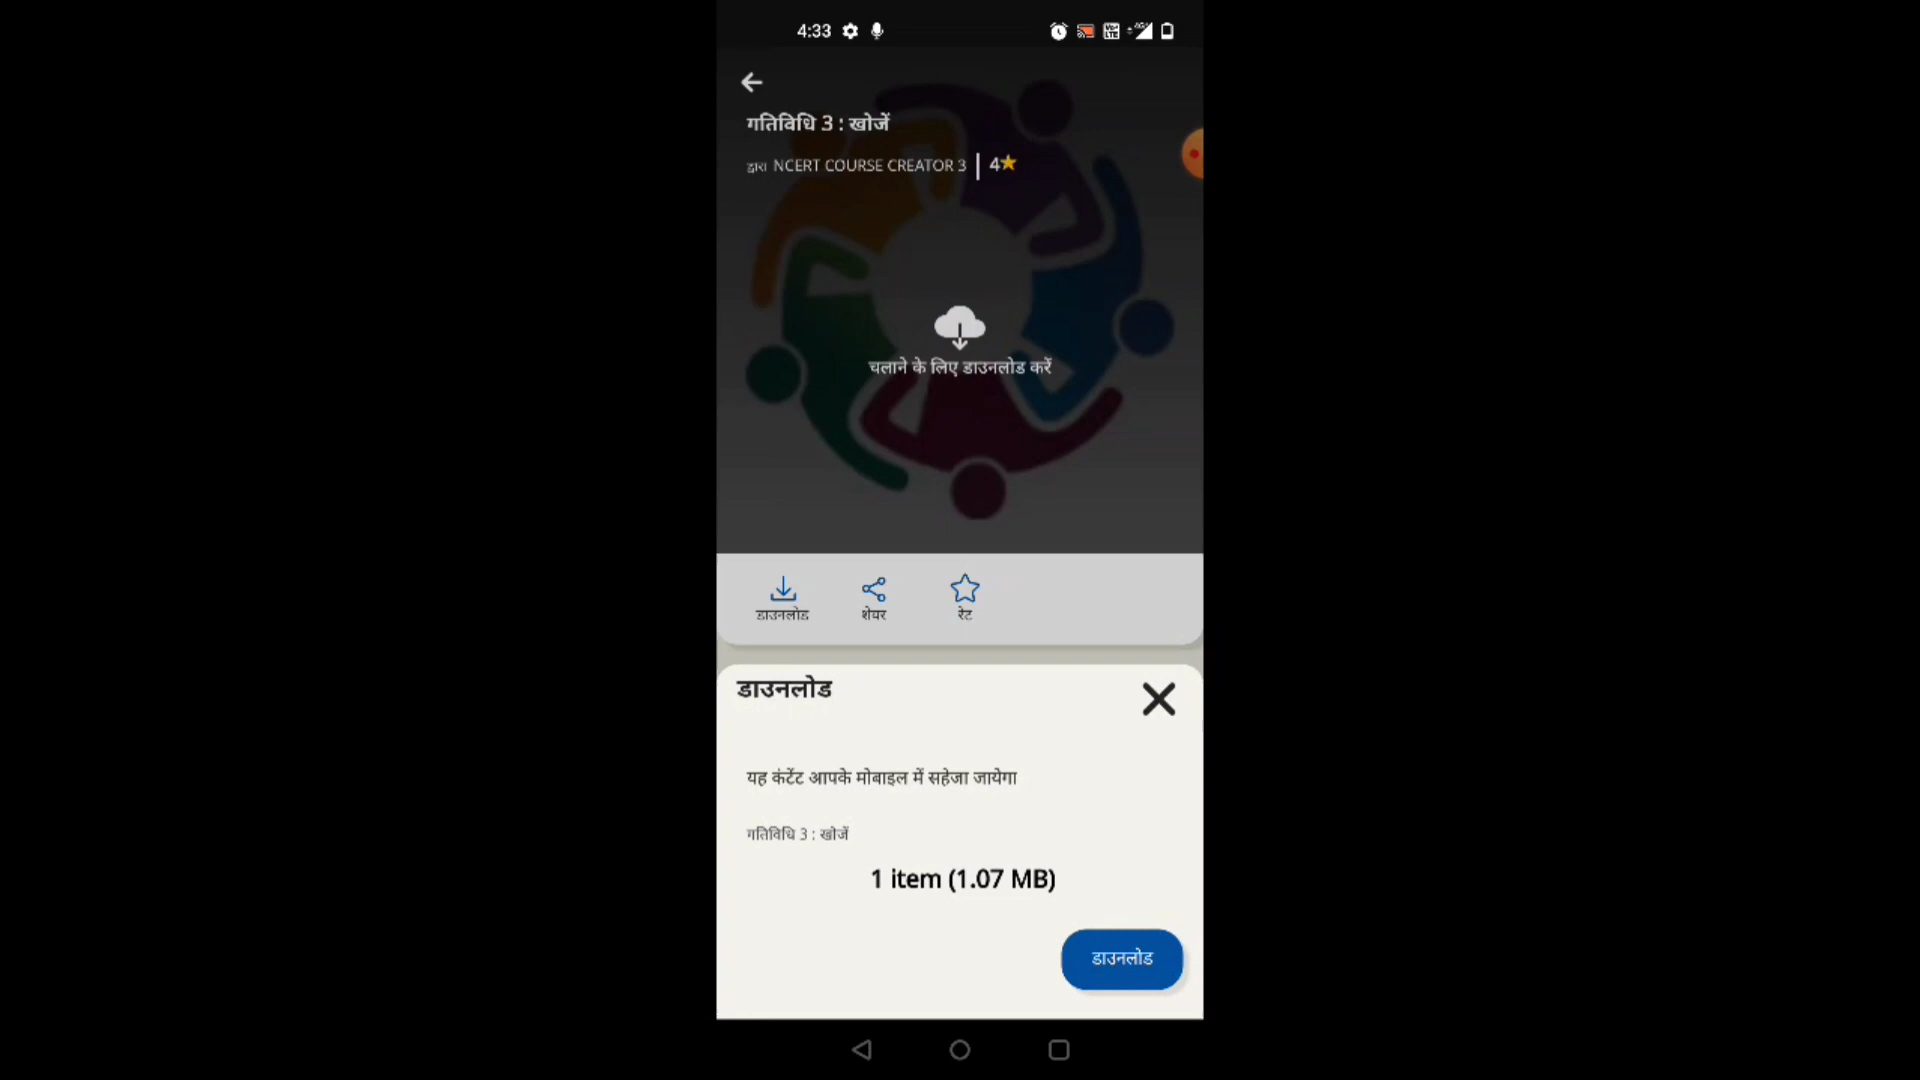 4:33
गतिविधि 3 : खोजें
द्वारा NCERT COURSE CREATOR 3 | 4
चलाने के लिए डाउनलोड करें
डाउनलोड शेयर रेट
डाउनलोड
यह कंटेंट आपके मोबाइल में सहेजा जायेगा
गतिविधि 3 : खोजें
1 item (1.07 MB)
डाउनलोड